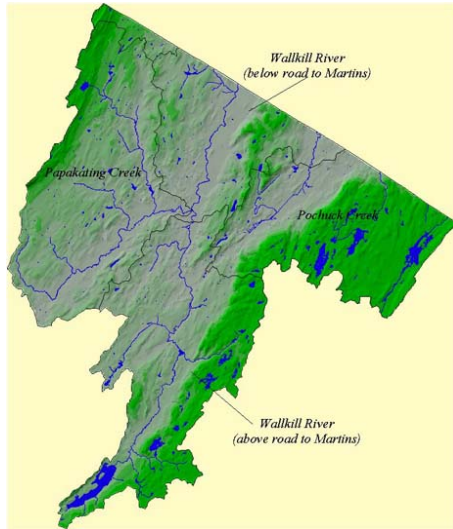 Wallkill River
(below road to Martins)
Papakating Creek
Pochuck Creek
Wallkill River
(above road to Martins)